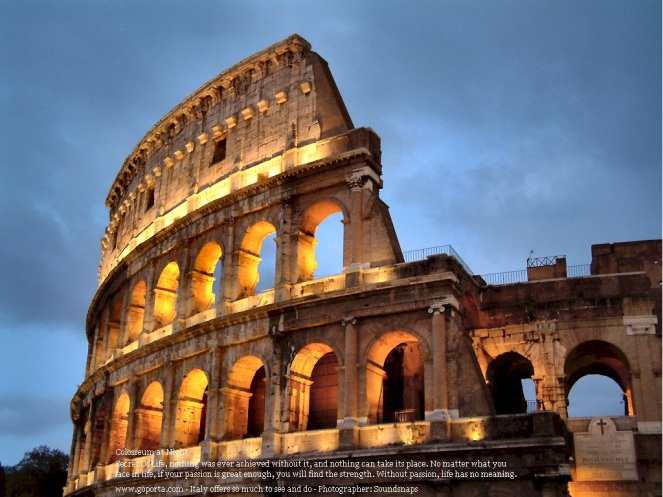 Colosseum at Night
Secret Of Life, nothing was ever achieved without it, and nothing can take its place. No matter what you
face in life, if your passion is great enough, you will find the strength. Without passion, life has no meaning.
www.goporta.com - Italy offers so much to see and do - Photographer: Soundsnaps